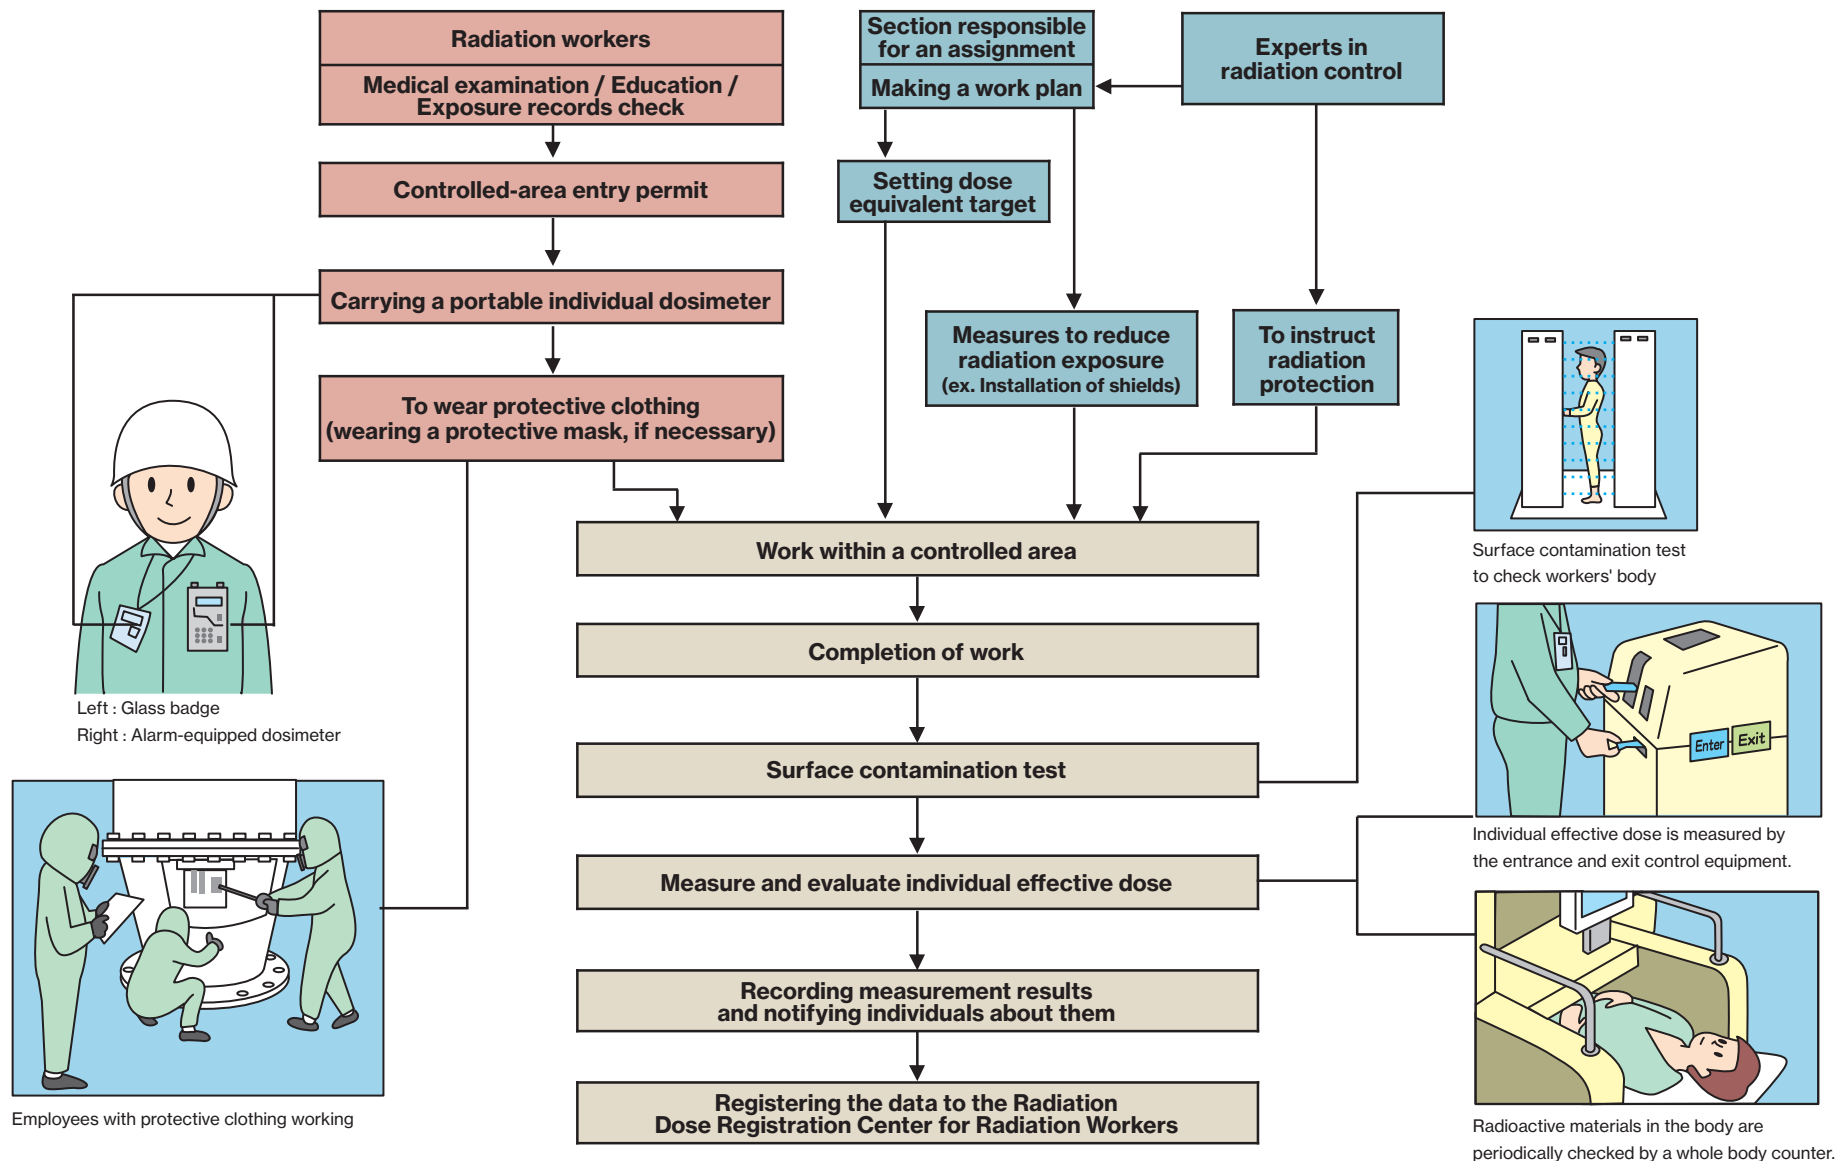 Radiation workers
Medical examination / Education /
Exposure records check
Controlled-area entry permit
Carrying a portable individual dosimeter
To wear protective clothing
(wearing a protective mask, if necessary)
Section responsible
for an assignment
Making a work plan
Experts in
radiation control
Setting dose
equivalent target
Measures to reduce
radiation exposure
(ex. Installation of shields)
To instruct
radiation
protection
Work within a controlled area
Completion of work
Surface contamination test
Measure and evaluate individual effective dose
Recording measurement results
and notifying individuals about them
Registering the data to the Radiation
Dose Registration Center for Radiation Workers
Left : Glass badge
Right : Alarm-equipped dosimeter
Employees with protective clothing working
Surface contamination test
to check workers' body
Enter
Exit
Individual effective dose is measured by
the entrance and exit control equipment.
Radioactive materials in the body are
periodically checked by a whole body counter.